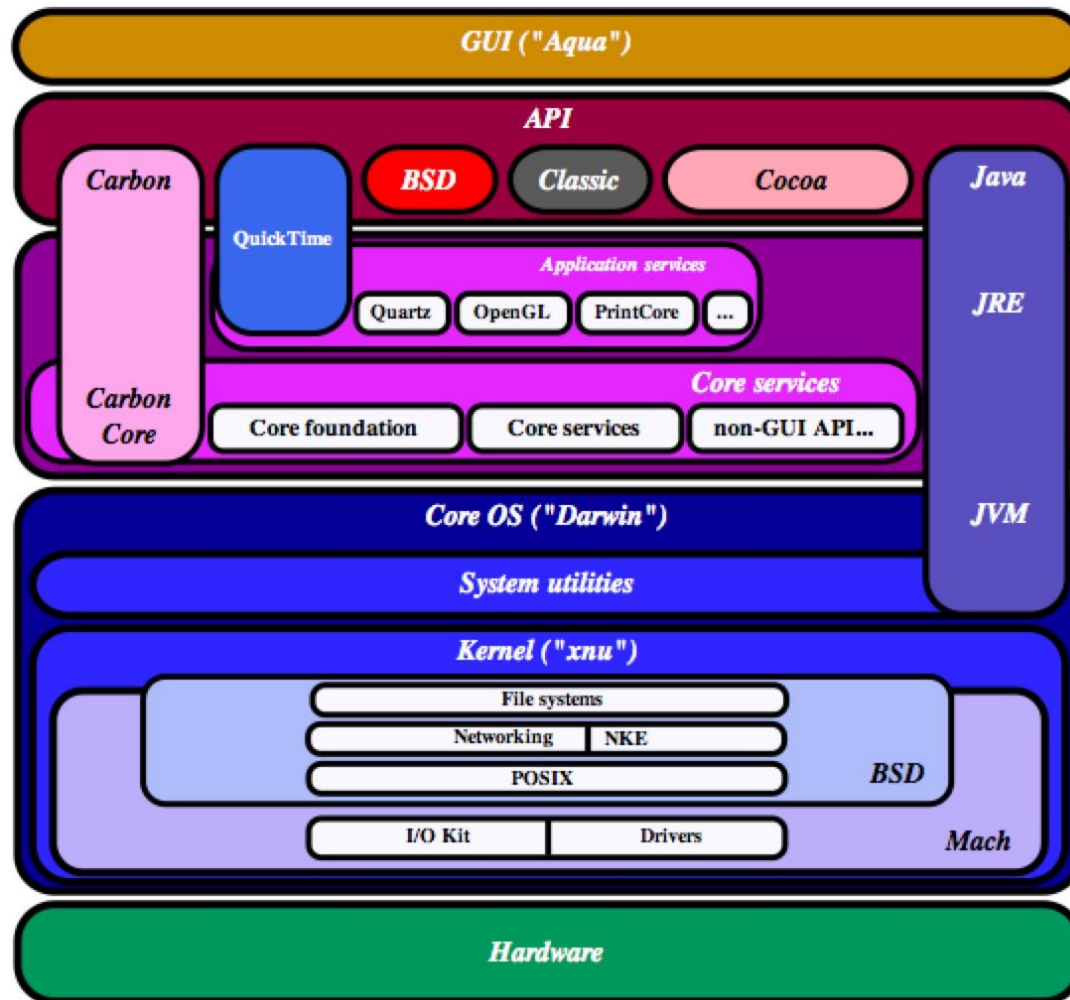 GUI ("Aqua")
API
Carbon
QuickTime
BSD
Classic
Cocoa
Java
Application services
Quartz
OpenGL
PrintCore
...
JRE
Core services
Carbon
Core
Core foundation
Core services
non-GUI API...
Core OS ("Darwin")
JVM
System utilities
Kernel ("xnu")
File systems
Networking
NKE
POSIX
BSD
I/O Kit
Drivers
Mach
Hardware